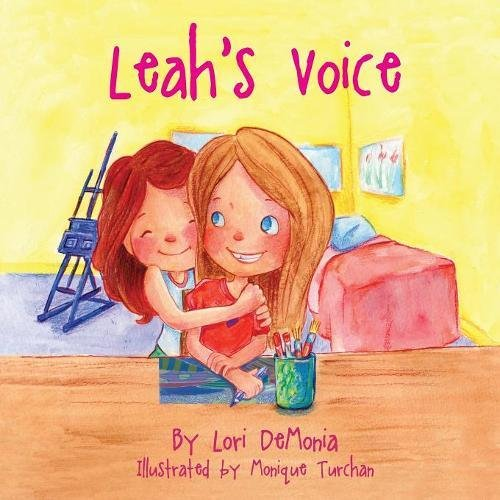 Leah's Voice
By Lori DeMonia
Illustrated by Monique Turchan